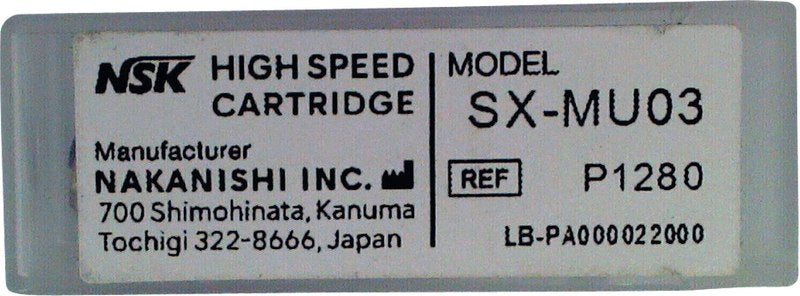 NSK HIGH SPEED
CARTRIDGE
Manufacturer
NAKANISHI INC.
700 Shimohinata, Kanuma
Tochigi 322-8666, Japan
MODEL
SX-MU03
REF P1280
LB-PA000022000